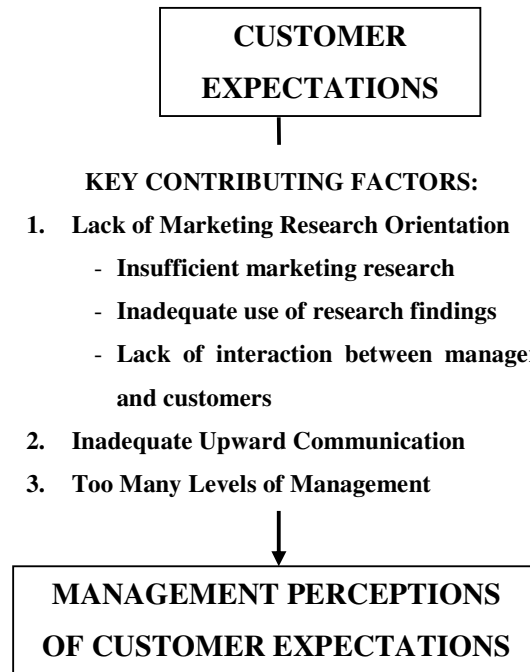 CUSTOMER
EXPECTATIONS
KEY CONTRIBUTING FACTORS:
1. Lack of Marketing Research Orientation
- Insufficient marketing research
- Inadequate use of research findings
- Lack of interaction between manage
and customers
2. Inadequate Upward Communication
3. Too Many Levels of Management
MANAGEMENT PERCEPTIONS
OF CUSTOMER EXPECTATIONS